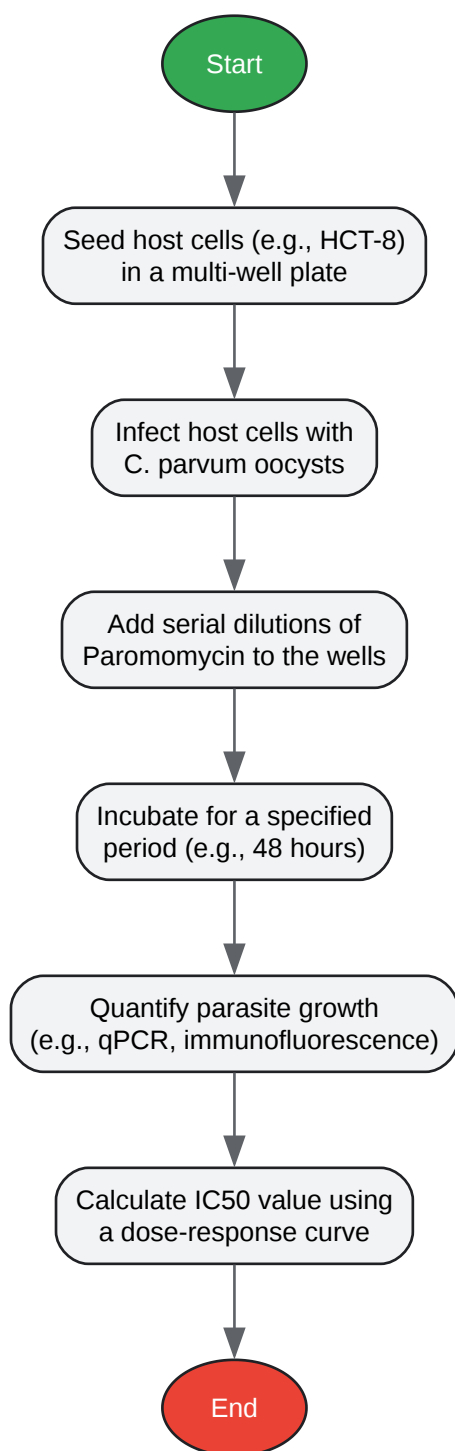 Start
Seed host cells (e.g., HCT-8)
in a multi-well plate
Infect host cells with
C. parvum oocysts
Add serial dilutions of
Paromomycin to the wells
Incubate for a specified
period (e.g., 48 hours)
Quantify parasite growth
(e.g., qPCR, immunofluorescence)
Calculate IC50 value using
a dose-response curve
End